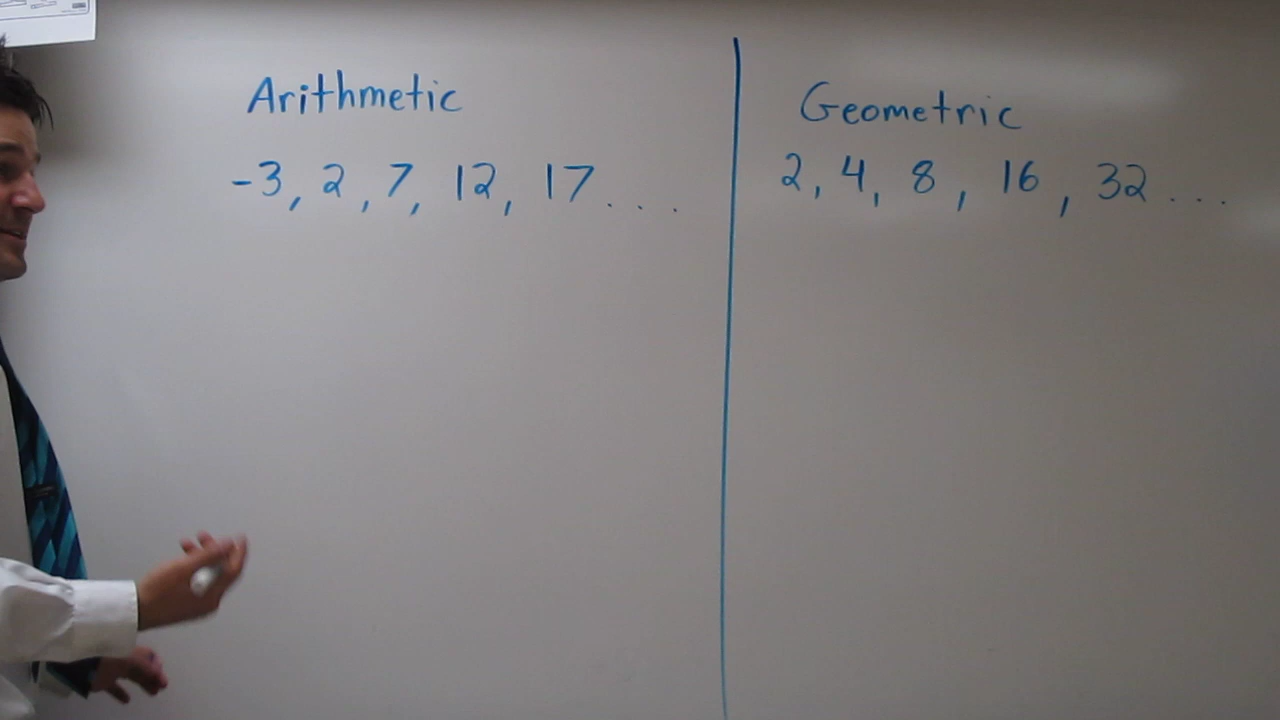 Arithmetic
-3, 2, 7, 12, 17...
Geometric
2, 4, 8, 16, 32...